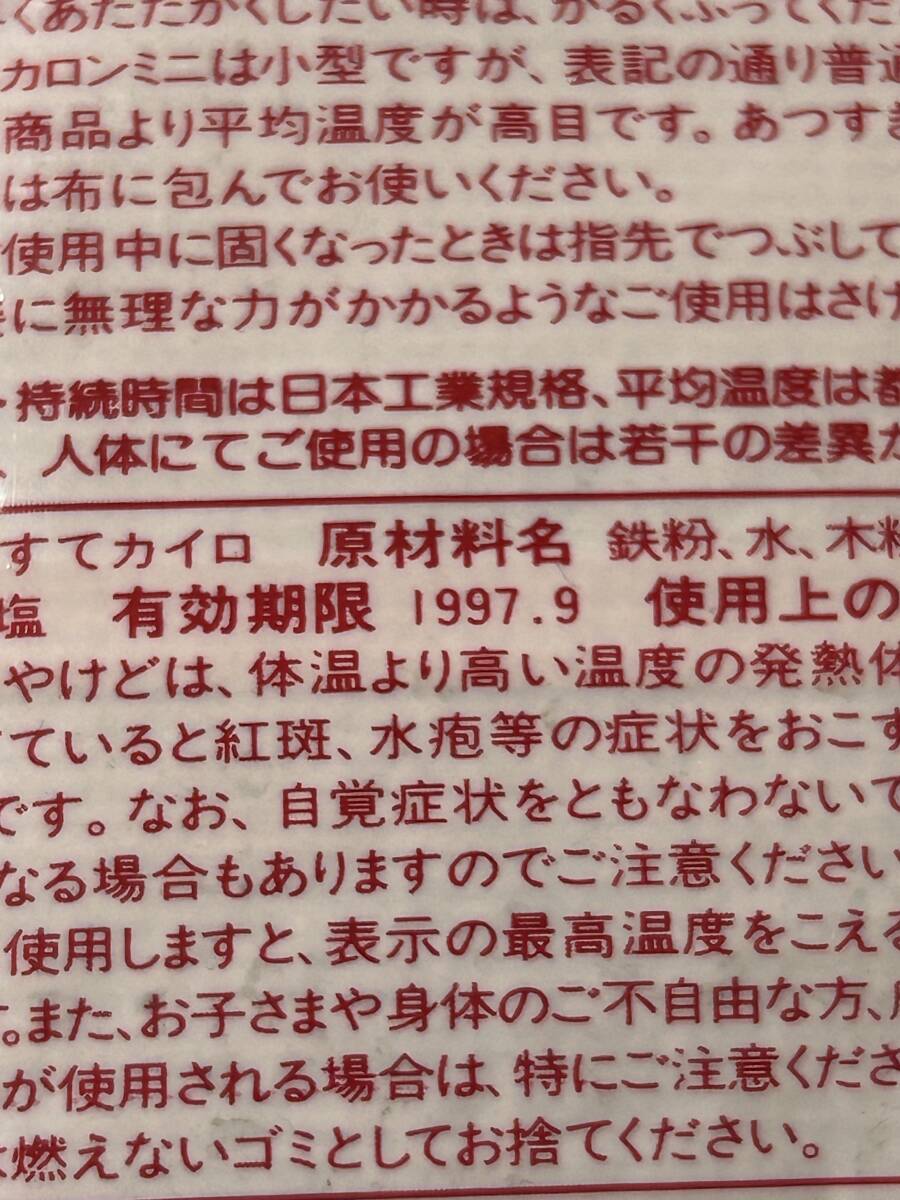 くあたたかくしたい時は、かるくふってくだ
カロンミニは小型ですが、表記の通り普通
商品より平均温度が高目です。あつすぎ
は布に包んでお使いください。
使用中に固くなったときは指先でつぶして
に無理な力がかかるようなご使用はさけ
持続時間は日本工業規格、平均温度は都
、人体にてご使用の場合は若干の差異が
すてカイロ 原材料名 鉄粉、水、木粉
塩 有効期限 1997.9 使用上の
やけどは、体温より高い温度の発熱体
ていると紅斑、水疱等の症状をおこす
です。なお、自覚症状をともなわないで
なる場合もありますのでご注意ください
使用しますと、表示の最高温度をこえる
。また、お子さまや身体のご不自由な方、
が使用される場合は、特にご注意くださ
燃えないゴミとしてお捨てください。